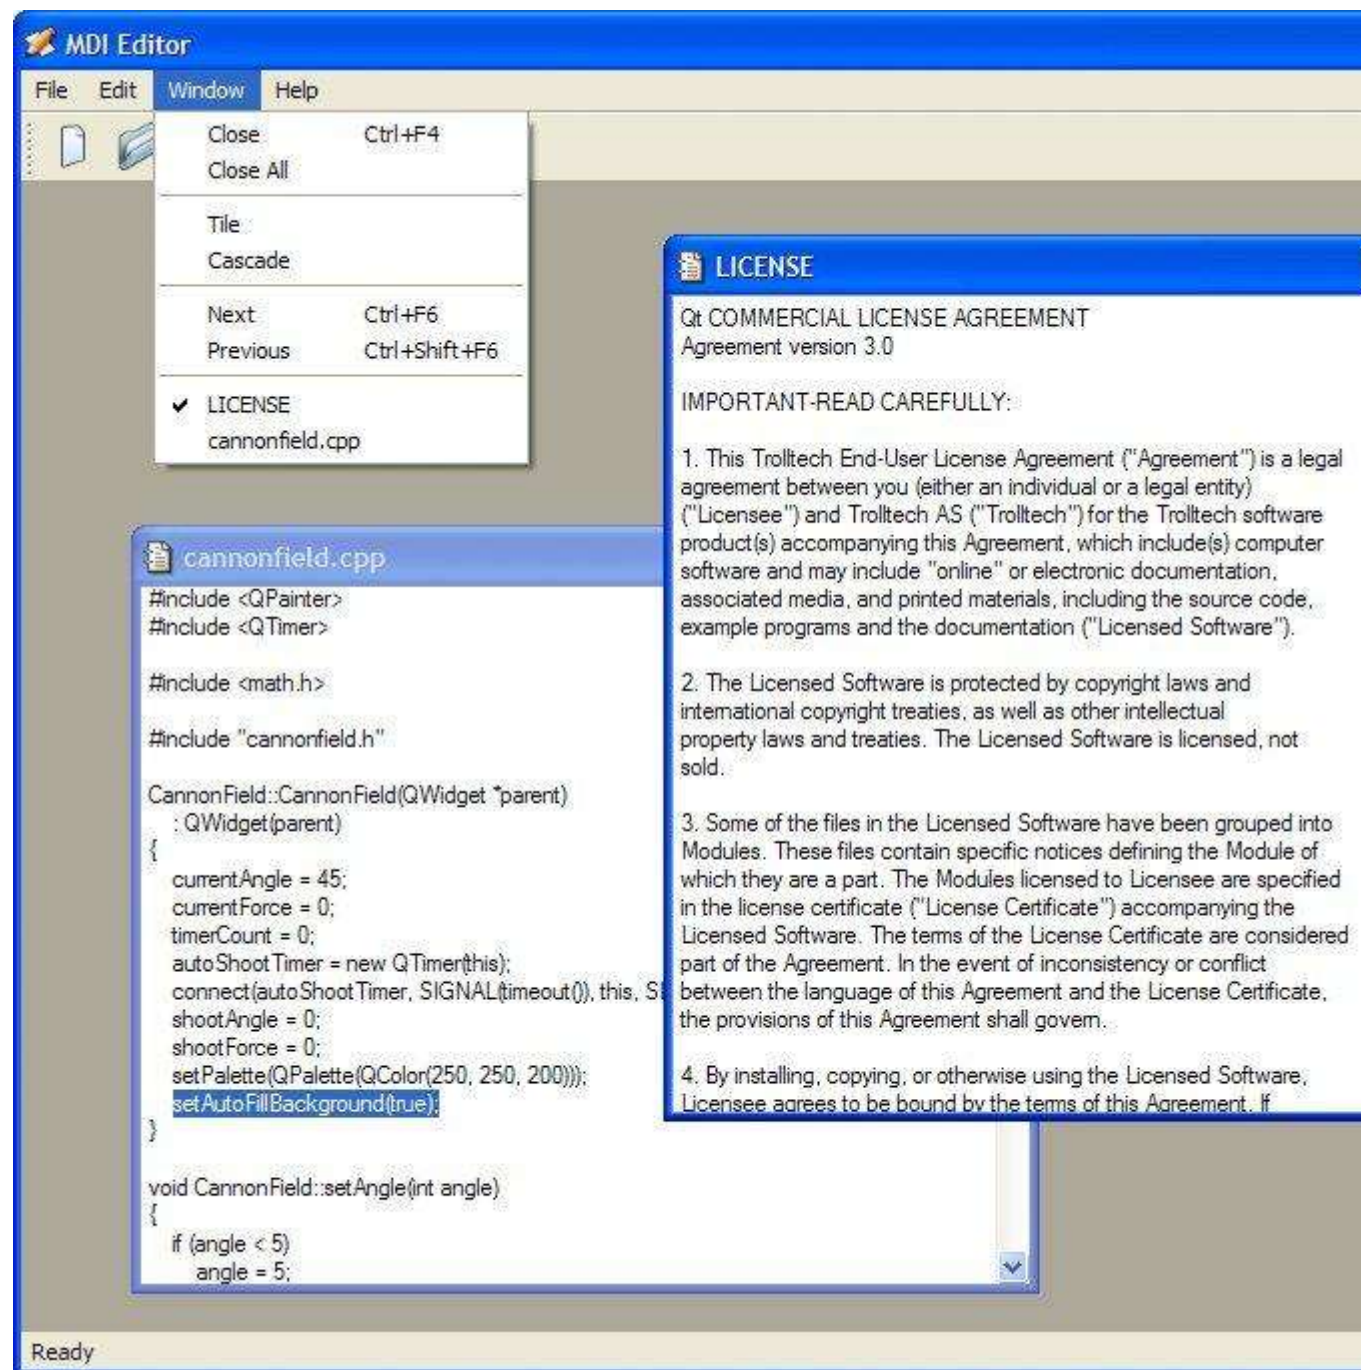 MDI Editor
File Edit Window Help
Close Ctrl+F4
Close All
Tile
Cascade
Next Ctrl+F6
Previous Ctrl+Shift+F6
✔ LICENSE
cannonfield.cpp
LICENSE
Qt COMMERCIAL LICENSE AGREEMENT
Agreement version 3.0
IMPORTANT-READ CAREFULLY:
1. This Trolltech End-User License Agreement ("Agreement") is a legal
agreement between you (either an individual or a legal entity)
("Licensee") and Trolltech AS ("Trolltech") for the Trolltech software
product(s) accompanying this Agreement, which include(s) computer
software and may include "online" or electronic documentation,
associated media, and printed materials, including the source code,
example programs and the documentation ("Licensed Software").
2. The Licensed Software is protected by copyright laws and
international copyright treaties, as well as other intellectual
property laws and treaties. The Licensed Software is licensed, not
sold.
3. Some of the files in the Licensed Software have been grouped into
Modules. These files contain specific notices defining the Module of
which they are a part. The Modules licensed to Licensee are specified
in the license certificate ("License Certificate") accompanying the
Licensed Software. The terms of the License Certificate are considered
part of the Agreement. In the event of inconsistency or conflict
between the language of this Agreement and the License Certificate,
the provisions of this Agreement shall govern.
4. By installing, copying, or otherwise using the Licensed Software,
Licensee agrees to be bound by the terms of this Agreement. If
cannonfield.cpp
#include <QPainter>
#include <QTimer>
#include <math.h>
#include "cannonfield.h"
CannonField::CannonField(QWidget *parent)
: QWidget(parent)
{
currentAngle = 45;
currentForce = 0;
timerCount = 0;
autoShootTimer = new QTimer(this);
connect(autoShootTimer, SIGNAL(timeout()), this,
shootAngle = 0;
shootForce = 0;
setPalette(QPalette(QColor(250, 250, 200)));
setAutoFillBackground(true);
}
void CannonField::setAngle(int angle)
{
if (angle < 5)
angle = 5;
Ready